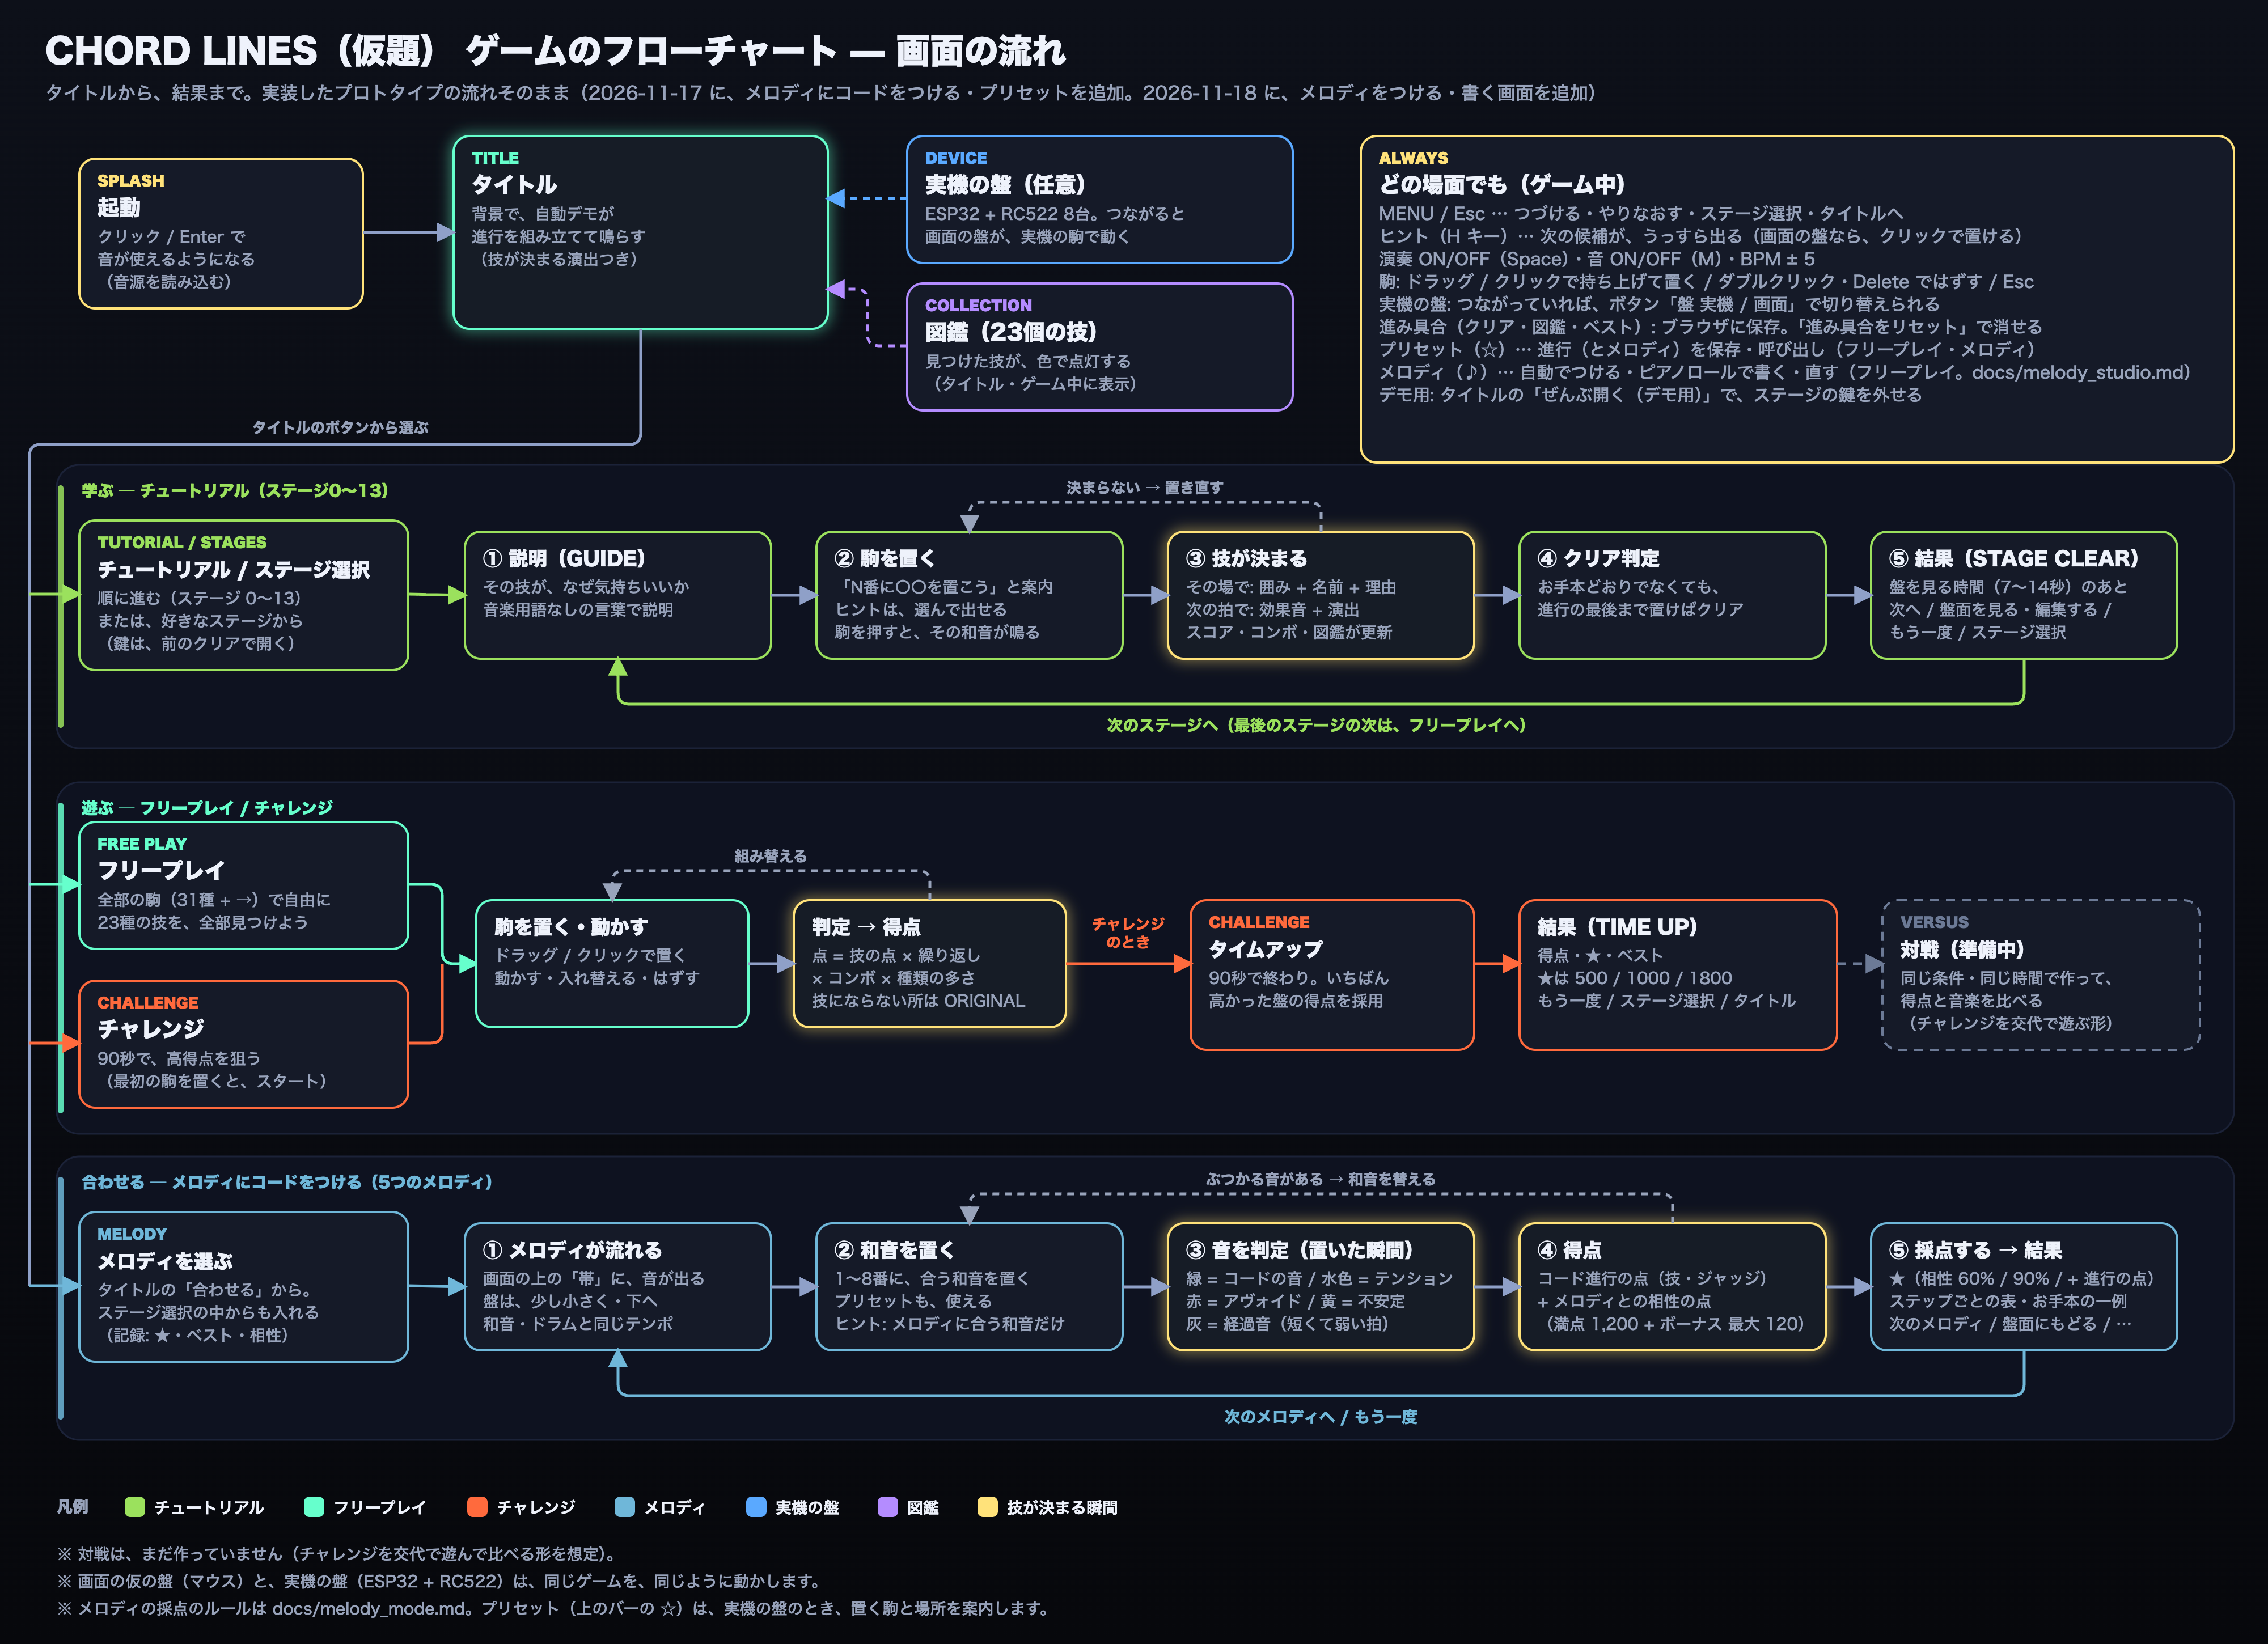 CHORD LINES（仮題） ゲームのフローチャート — 画面の流れ
タイトルから、結果まで。実装したプロトタイプの流れそのまま（2026-11-17 に、メロディにコードをつける・プリセットを追加。2026-11-18 に、メロディをつける・書く画面を追加）
SPLASH
起動
クリック / Enter で
音が使えるようになる
（音源を読み込む）
TITLE
タイトル
背景で、自動デモが
進行を組み立てて鳴らす
（技が決まる演出つき）
DEVICE
実機の盤（任意）
ESP32 + RC522 8台。つながると
画面の盤が、実機の駒で動く
COLLECTION
図鑑（23個の技）
見つけた技が、色で点灯する
（タイトル・ゲーム中に表示）
ALWAYS
どの場面でも（ゲーム中）
MENU / Esc … つづける・やりなおす・ステージ選択・タイトルへ
ヒント（H キー）… 次の候補が、うっすら出る（画面の盤なら、クリックで置ける）
演奏 ON/OFF（Space）・音 ON/OFF（M）・BPM ± 5
駒: ドラッグ / クリックで持ち上げて置く / ダブルクリック・Delete ではずす / Esc
実機の盤: つながっていれば、ボタン「盤 実機 / 画面」で切り替えられる
進み具合（クリア・図鑑・ベスト）: ブラウザに保存。「進み具合をリセット」で消せる
プリセット（☆）… 進行（とメロディ）を保存・呼び出し（フリープレイ・メロディ）
メロディ（♪）… 自動でつける・ピアノロールで書く・直す（フリープレイ。docs/melody_studio.md）
デモ用: タイトルの「ぜんぶ開く（デモ用）」で、ステージの鍵を外せる
タイトルのボタンから選ぶ
学ぶ — チュートリアル（ステージ0〜13）
決まらない → 置き直す
TUTORIAL / STAGES
チュートリアル / ステージ選択
順に進む（ステージ 0〜13）
または、好きなステージから
（鍵は、前のクリアで開く）
① 説明（GUIDE）
その技が、なぜ気持ちいいか
音楽用語なしの言葉で説明
② 駒を置く
「N番に〇〇を置こう」と案内
ヒントは、選んで出せる
駒を押すと、その和音が鳴る
③ 技が決まる
その場で: 囲み + 名前 + 理由
次の拍で: 効果音 + 演出
スコア・コンボ・図鑑が更新
④ クリア判定
お手本どおりでなくても、
進行の最後まで置けばクリア
⑤ 結果（STAGE CLEAR）
盤を見る時間（7〜14秒）のあと
次へ / 盤面を見る・編集する /
もう一度 / ステージ選択
次のステージへ（最後のステージの次は、フリープレイへ）
遊ぶ — フリープレイ / チャレンジ
FREE PLAY
フリープレイ
全部の駒（31種 + →）で自由に
23種の技を、全部見つけよう
CHALLENGE
チャレンジ
90秒で、高得点を狙う
（最初の駒を置くと、スタート）
組み替える
駒を置く・動かす
ドラッグ / クリックで置く
動かす・入れ替える・はずす
判定 → 得点
点 = 技の点 × 繰り返し
× コンボ × 種類の多さ
技にならない所は ORIGINAL
チャレンジ
のとき
CHALLENGE
タイムアップ
90秒で終わり。いちばん
高かった盤の得点を採用
結果（TIME UP）
得点・★・ベスト
★は 500 / 1000 / 1800
もう一度 / ステージ選択 / タイトル
VERSUS
対戦（準備中）
同じ条件・同じ時間で作って、
得点と音楽を比べる
（チャレンジを交代で遊ぶ形）
合わせる — メロディにコードをつける（5つのメロディ）
ぶつかる音がある → 和音を替える
MELODY
メロディを選ぶ
タイトルの「合わせる」から。
ステージ選択の中からも入れる
（記録: ★・ベスト・相性）
① メロディが流れる
画面の上の「帯」に、音が出る
盤は、少し小さく・下へ
和音・ドラムと同じテンポ
② 和音を置く
1〜8番に、合う和音を置く
プリセットも、使える
ヒント: メロディに合う和音だけ
③ 音を判定（置いた瞬間）
緑 = コードの音 / 水色 = テンション
赤 = アヴォイド / 黄 = 不安定
灰 = 経過音（短くて弱い拍）
④ 得点
コード進行の点（技・ジャッジ）
+ メロディとの相性の点
（満点 1,200 + ボーナス 最大 120）
⑤ 採点する → 結果
★（相性 60% / 90% / + 進行の点）
ステップごとの表・お手本の一例
次のメロディ / 盤面にもどる / …
次のメロディへ / もう一度
凡例
チュートリアル
フリープレイ
チャレンジ
メロディ
実機の盤
図鑑
技が決まる瞬間
※ 対戦は、まだ作っていません（チャレンジを交代で遊んで比べる形を想定）。
※ 画面の仮の盤（マウス）と、実機の盤（ESP32 + RC522）は、同じゲームを、同じように動かします。
※ メロディの採点のルールは docs/melody_mode.md。プリセット（上のバーの ☆）は、実機の盤のとき、置く駒と場所を案内します。